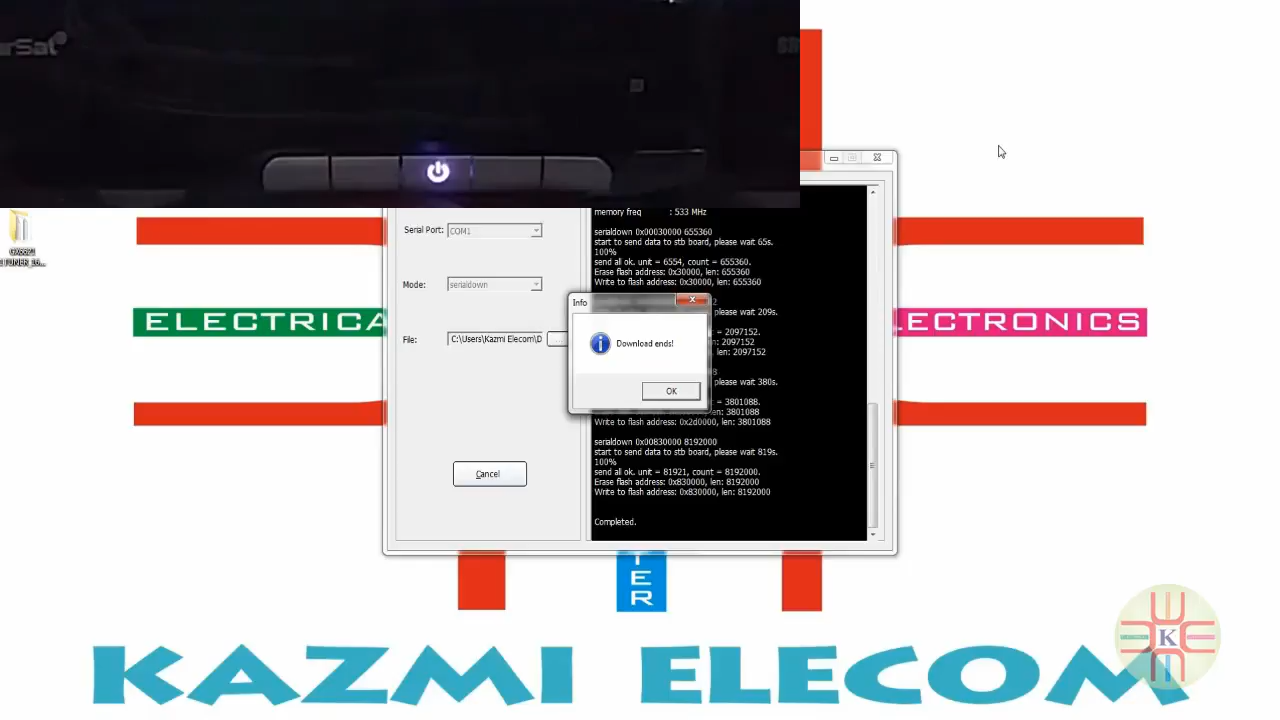 erSat
memory freq : 533 MHz
Serial Port: COM1
serialdown 0x00030000 655360
start to send data to stb board, please wait 65s.
100%
send all ok. unit = 6554, count = 655360.
Erase flash address: 0x30000, len: 655360
Write to flash address: 0x30000, len: 655360
GX6621
Mode: serialdown
Info
please wait 209s.
ELECTRICA
ECTRONICS
= 2097152.
File: C:\Users\Kazmi Elecom\D
Download ends!
n: 2097152
len: 2097152
please wait 380s.
OK
= 3801088.
len: 3801088
Write to flash address: 0x2d0000, len: 3801088
serialdown 0x00830000 8192000
start to send data to stb board, please wait 819s.
100%
Cancel
send all ok. unit = 81921, count = 8192000.
Erase flash address: 0x830000, len: 8192000
Write to flash address: 0x830000, len: 8192000
Completed.
TER
K
KAZMI ELECOM